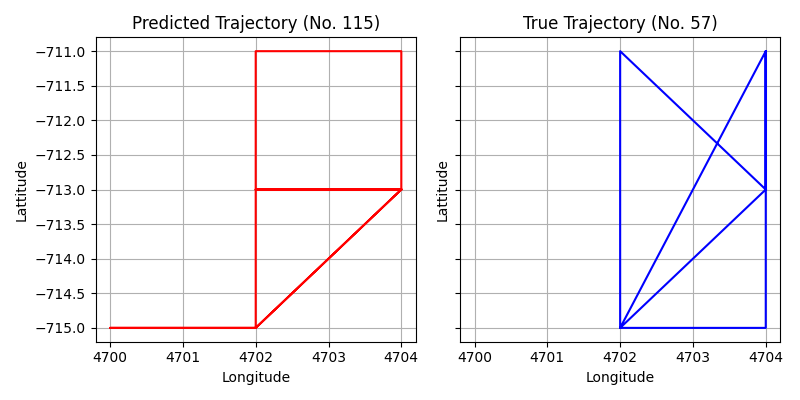 Predicted Trajectory (No. 115)
True Trajectory (No. 57)
Lattitude
−711.0
−711.5
−712.0
−712.5
−713.0
−713.5
−714.0
−714.5
−715.0
4700 4701 4702 4703 4704
Longitude
Lattitude
4700 4701 4702 4703 4704
Longitude